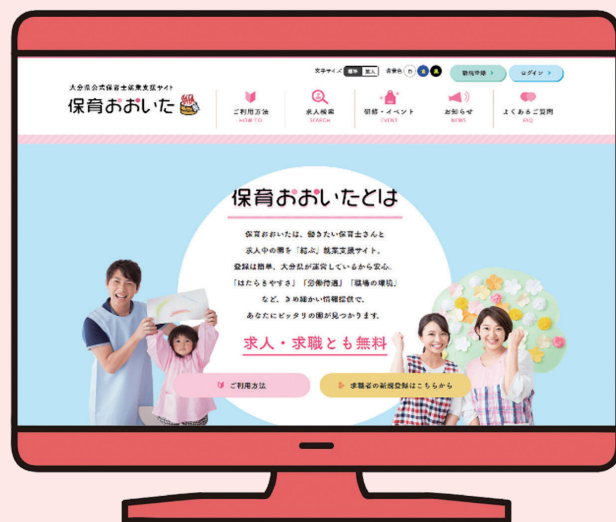 文字サイズ 標準 拡大 背景色 白 青 黒 新規登録 ログイン
大分県公式保育士就業支援サイト
保育おおいた
ご利用方法 求人検索 研修・イベント お知らせ よくあるご質問
HOW TO SEARCH EVENT NEWS FAQ
保育おおいたとは
保育おおいたは、働きたい保育士さんと
求人中の園を「結ぶ」就業支援サイト。
登録は簡単、大分県が運営しているから安心。
「はたらきやすさ」「労働待遇」「職場の環境」
など、きめ細かい情報提供で、
あなたにピッタリの園が見つかります。
求人・求職とも無料
ご利用方法 求職者の新規登録はこちらから